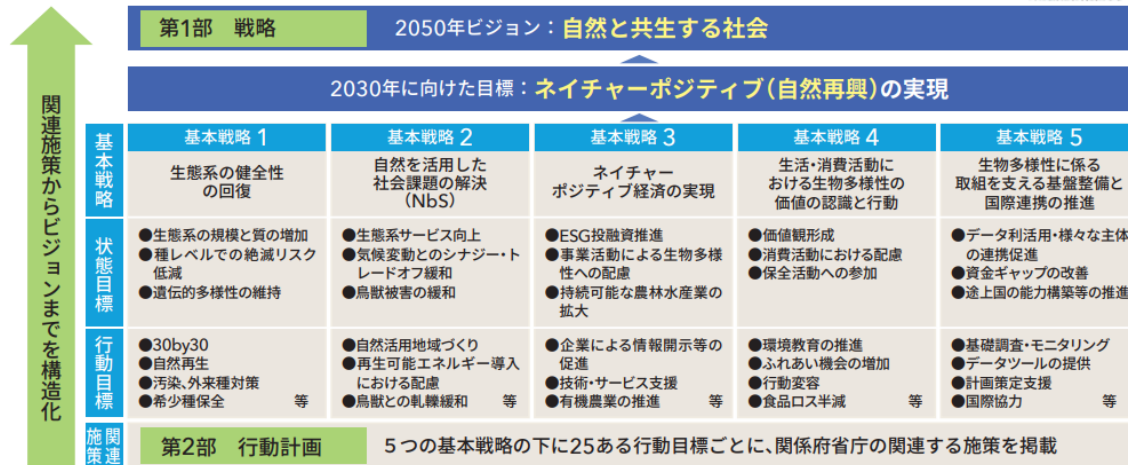 第1部 戦略
2050年ビジョン：自然と共生する社会
2030年に向けた目標：ネイチャーポジティブ（自然再興）の実現
関連施策からビジョンまでを構造化
基本戦略
基本戦略 1
生態系の健全性
の回復
基本戦略 2
自然を活用した
社会課題の解決
（NbS）
基本戦略 3
ネイチャー
ポジティブ経済の実現
基本戦略 4
生活・消費活動に
おける生物多様性の
価値の認識と行動
基本戦略 5
生物多様性に係る
取組を支える基盤整備と
国際連携の推進
状態目標
●生態系の規模と質の増加
●種レベルでの絶滅リスク
低減
●遺伝的多様性の維持
●生態系サービス向上
●気候変動とのシナジー・ト
レードオフ緩和
●鳥獣被害の緩和
●ESG投融資推進
●事業活動による生物多様
性への配慮
●持続可能な農林水産業の
拡大
●価値観形成
●消費活動における配慮
●保全活動への参加
●データ利活用・様々な主体
の連携促進
●資金ギャップの改善
●途上国の能力構築等の推進
行動目標
●30by30
●自然再生
●汚染、外来種対策
●希少種保全 等
●自然活用地域づくり
●再生可能エネルギー導入
における配慮
●鳥獣との軋轢緩和 等
●企業による情報開示等の
促進
●技術・サービス支援
●有機農業の推進 等
●環境教育の推進
●ふれあい機会の増加
●行動変容
●食品ロス半減 等
●基礎調査・モニタリング
●データツールの提供
●計画策定支援
●国際協力 等
関連施策
第2部 行動計画
5つの基本戦略の下に25ある行動目標ごとに、関係府省庁の関連する施策を掲載